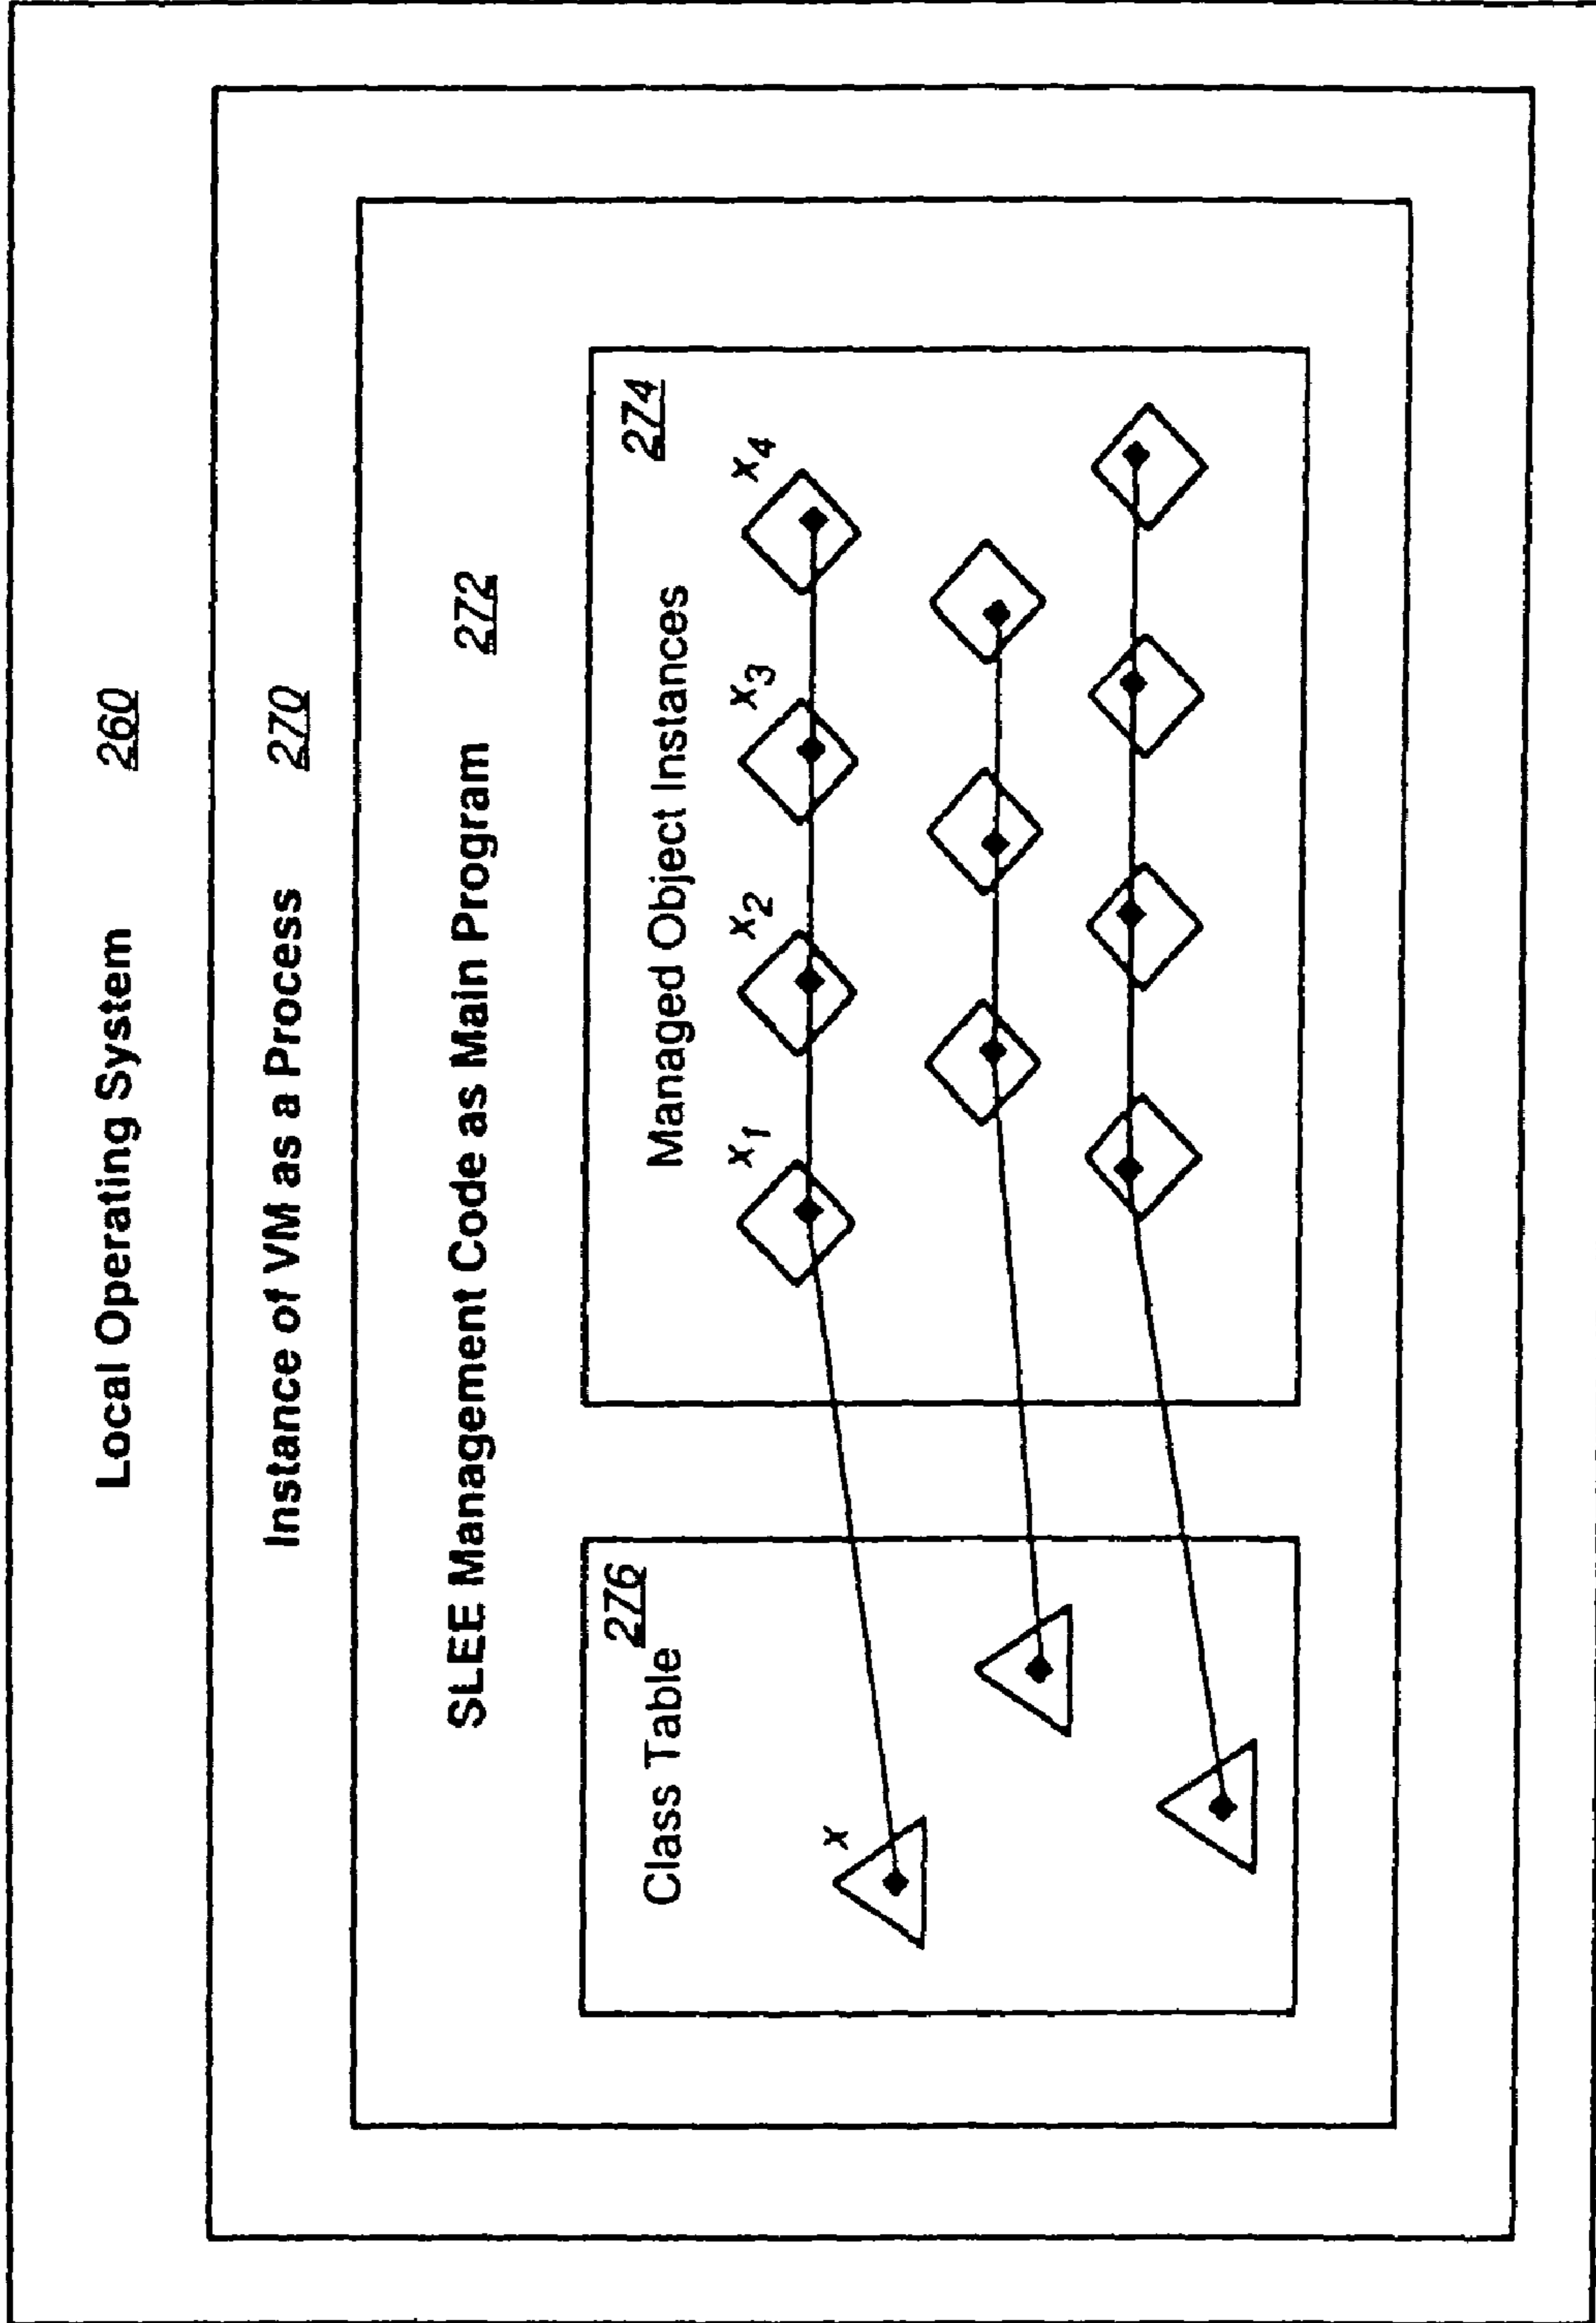 Local Operating System 260
Instance of VM as a Process 270
SLEE Management Code as Main Program 272
Class Table 276
x
Managed Object Instances 274
x1 x2 x3 x4